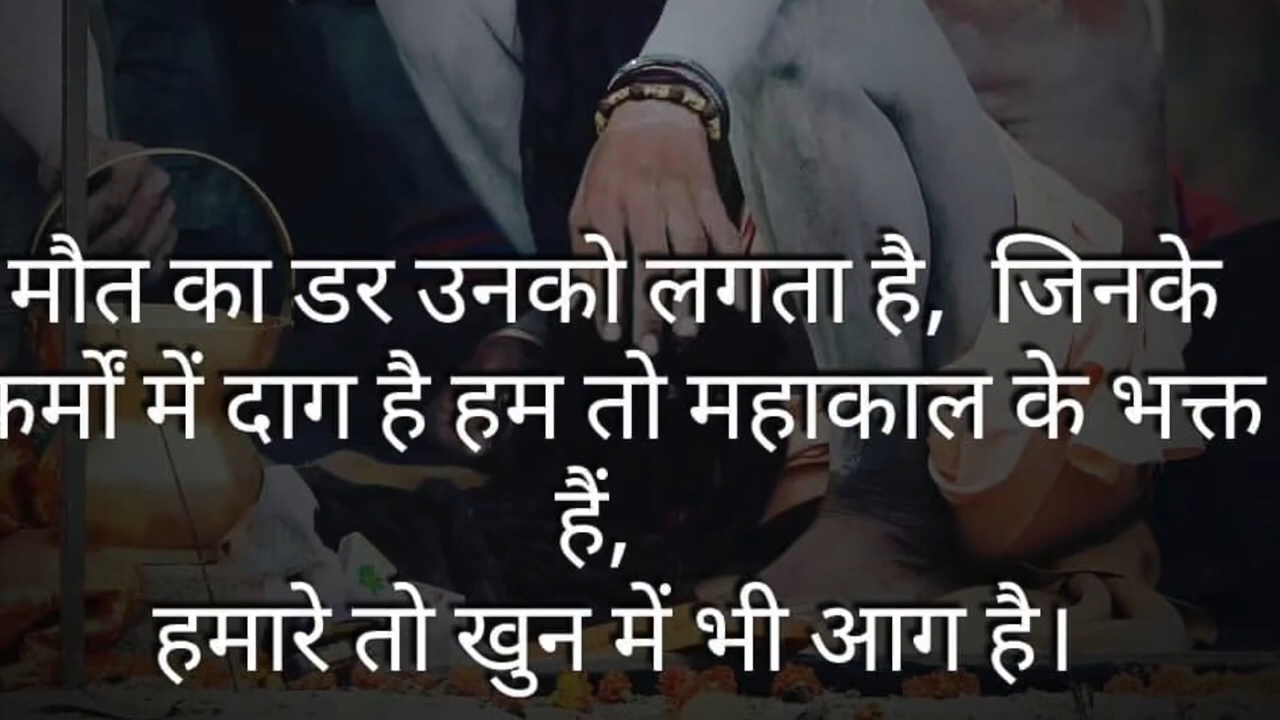 मौत का डर उनको लगता है, जिनके
कर्मों में दाग है हम तो महाकाल के भक्त
हैं,
हमारे तो खुन में भी आग है।